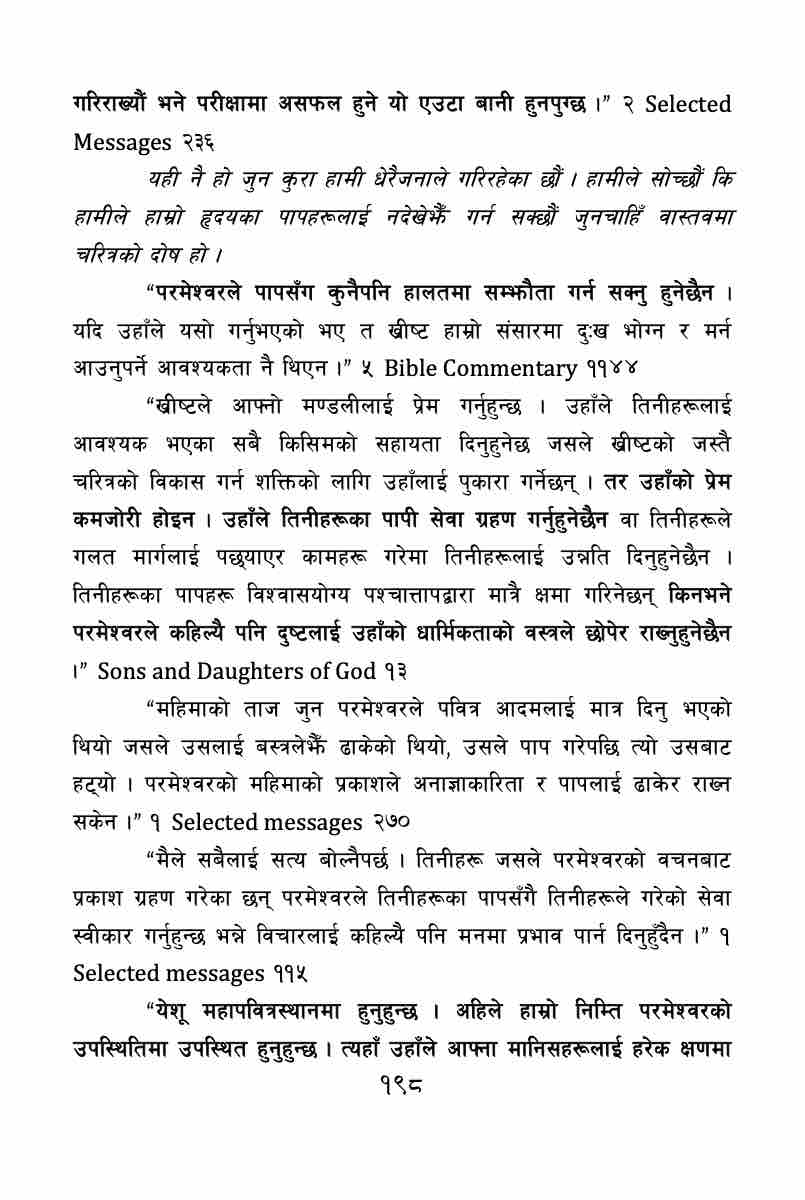 गरिराख्यौं भने परीक्षामा असफल हुने यो एउटा बानी हुनपुग्छ ।” २ Selected
Messages २३६
यही नै हो जुन कुरा हामी धेरैजनाले गरिरहेका छौं । हामीले सोच्छौं कि
हामीले हाम्रो हृदयका पापहरूलाई नदेखेझैँ गर्न सक्छौं जुनचाहिँ वास्तवमा
चरित्रको दोष हो ।
“परमेश्वरले पापसँग कुनैपनि हालतमा सम्झौता गर्न सक्नु हुनेछैन ।
यदि उहाँले यसो गर्नुभएको भए त ख्रीष्ट हाम्रो संसारमा दुःख भोग्न र मर्न
आउनुपर्ने आवश्यकता नै थिएन ।” ५ Bible Commentary ११४४
“ख्रीष्टले आफ्नो मण्डलीलाई प्रेम गर्नुहुन्छ । उहाँले तिनीहरूलाई
आवश्यक भएका सबै किसिमको सहायता दिनुहुनेछ जसले ख्रीष्टको जस्तै
चरित्रको विकास गर्न शक्तिको लागि उहाँलाई पुकारा गर्नेछन् । तर उहाँको प्रेम
कमजोरी होइन । उहाँले तिनीहरूका पापी सेवा ग्रहण गर्नुहुनेछैन वा तिनीहरूले
गलत मार्गलाई पछ्याएर कामहरू गरेमा तिनीहरूलाई उन्नति दिनुहुनेछैन ।
तिनीहरूका पापहरू विश्वासयोग्य पश्चात्तापद्वारा मात्रै क्षमा गरिनेछन् किनभने
परमेश्वरले कहिल्यै पनि दुष्टलाई उहाँको धार्मिकताको वस्त्रले छोपेर राख्नुहुनेछैन
।” Sons and Daughters of God १३
“महिमाको ताज जुन परमेश्वरले पवित्र आदमलाई मात्र दिनु भएको
थियो जसले उसलाई बस्त्रलेझैँ ढाकेको थियो, उसले पाप गरेपछि त्यो उसबाट
हट्यो । परमेश्वरको महिमाको प्रकाशले अनाज्ञाकारिता र पापलाई ढाकेर राख्न
सकेन ।” १ Selected messages २७०
“मैले सबैलाई सत्य बोल्नैपर्छ । तिनीहरू जसले परमेश्वरको वचनबाट
प्रकाश ग्रहण गरेका छन् परमेश्वरले तिनीहरूका पापसँगै तिनीहरूले गरेको सेवा
स्वीकार गर्नुहुन्छ भन्ने विचारलाई कहिल्यै पनि मनमा प्रभाव पार्न दिनुहुँदैन ।” १
Selected messages ११५
“येशू महापवित्रस्थानमा हुनुहुन्छ । अहिले हाम्रो निम्ति परमेश्वरको
उपस्थितिमा उपस्थित हुनुहुन्छ । त्यहाँ उहाँले आफ्ना मानिसहरूलाई हरेक क्षणमा
१९८